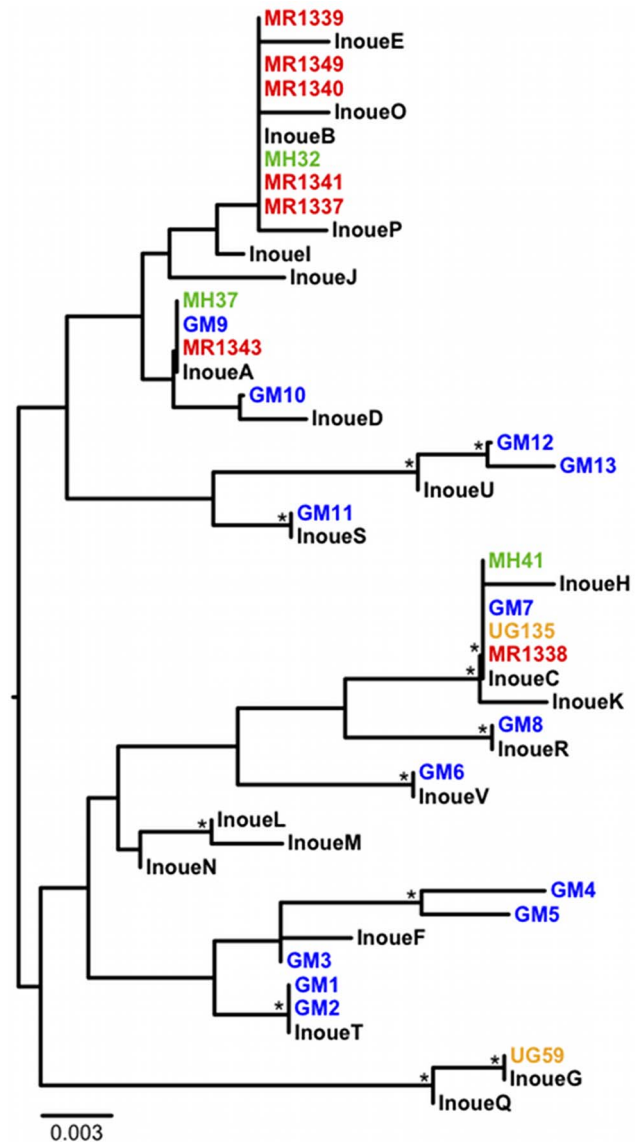 MR1339
InoueE
MR1349
MR1340
InoueO
InoueB
MH32
MR1341
MR1337
InoueP
InoueI
InoueJ
MH37
GM9
MR1343
InoueA
GM10
InoueD
* GM12
GM13
*
InoueU
* GM11
InoueS
MH41
InoueH
GM7
UG135
* MR1338
* InoueC
InoueK
* GM8
InoueR
* GM6
InoueV
* InoueL
InoueM
InoueN
* GM4
GM5
InoueF
GM3
GM1
* GM2
InoueT
* UG59
InoueG
* InoueQ
0.003